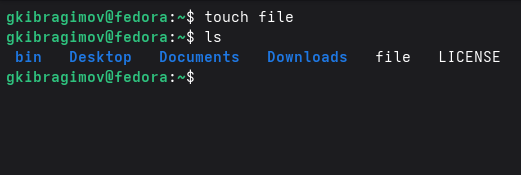 gkibragimov@fedora:~$ touch file
gkibragimov@fedora:~$ ls
bin Desktop Documents Downloads file LICENSE
gkibragimov@fedora:~$